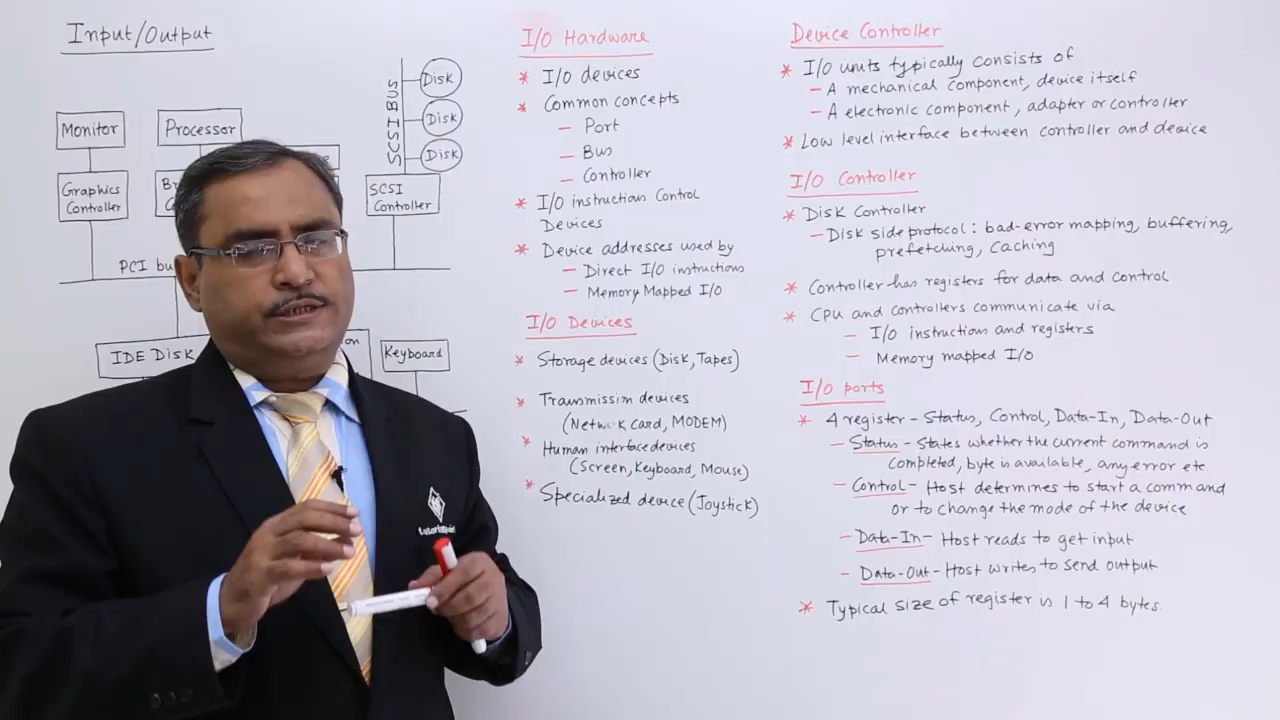 Input/Output
Monitor
Processor
Graphics
Controller
PCI bu
IDE Disk
Keyboard
SCSI BUS
Disk
Disk
Disk
SCSI
Controller
I/O Hardware
* I/O devices
* Common concepts
– Port
– Bus
– Controller
* I/O instructions Control
Devices
* Device addresses used by
– Direct I/O instructions
– Memory Mapped I/O
I/O Devices
* Storage devices (Disk, Tapes)
* Transmission devices
(Network card, MODEM)
* Human interface devices
(Screen, Keyboard, Mouse)
* Specialized device (Joystick)
Device Controller
* I/O units typically consists of
– A mechanical component, device itself
– A electronic component, adapter or controller
* Low level interface between controller and device
I/O Controller
* Disk Controller
– Disk side protocol : bad-error mapping, buffering,
prefetching, Caching
* Controller has registers for data and control
* CPU and controllers communicate via
– I/O instructions and registers
– Memory mapped I/O
I/O ports
* 4 register – Status, Control, Data-In, Data-Out
– Status – States whether the current command is
completed, byte is available, any error etc
– Control – Host determines to start a command
or to change the mode of the device
– Data-In – Host reads to get input
– Data-Out – Host writes to send output
* Typical size of register is 1 to 4 bytes.
tutorialspoint